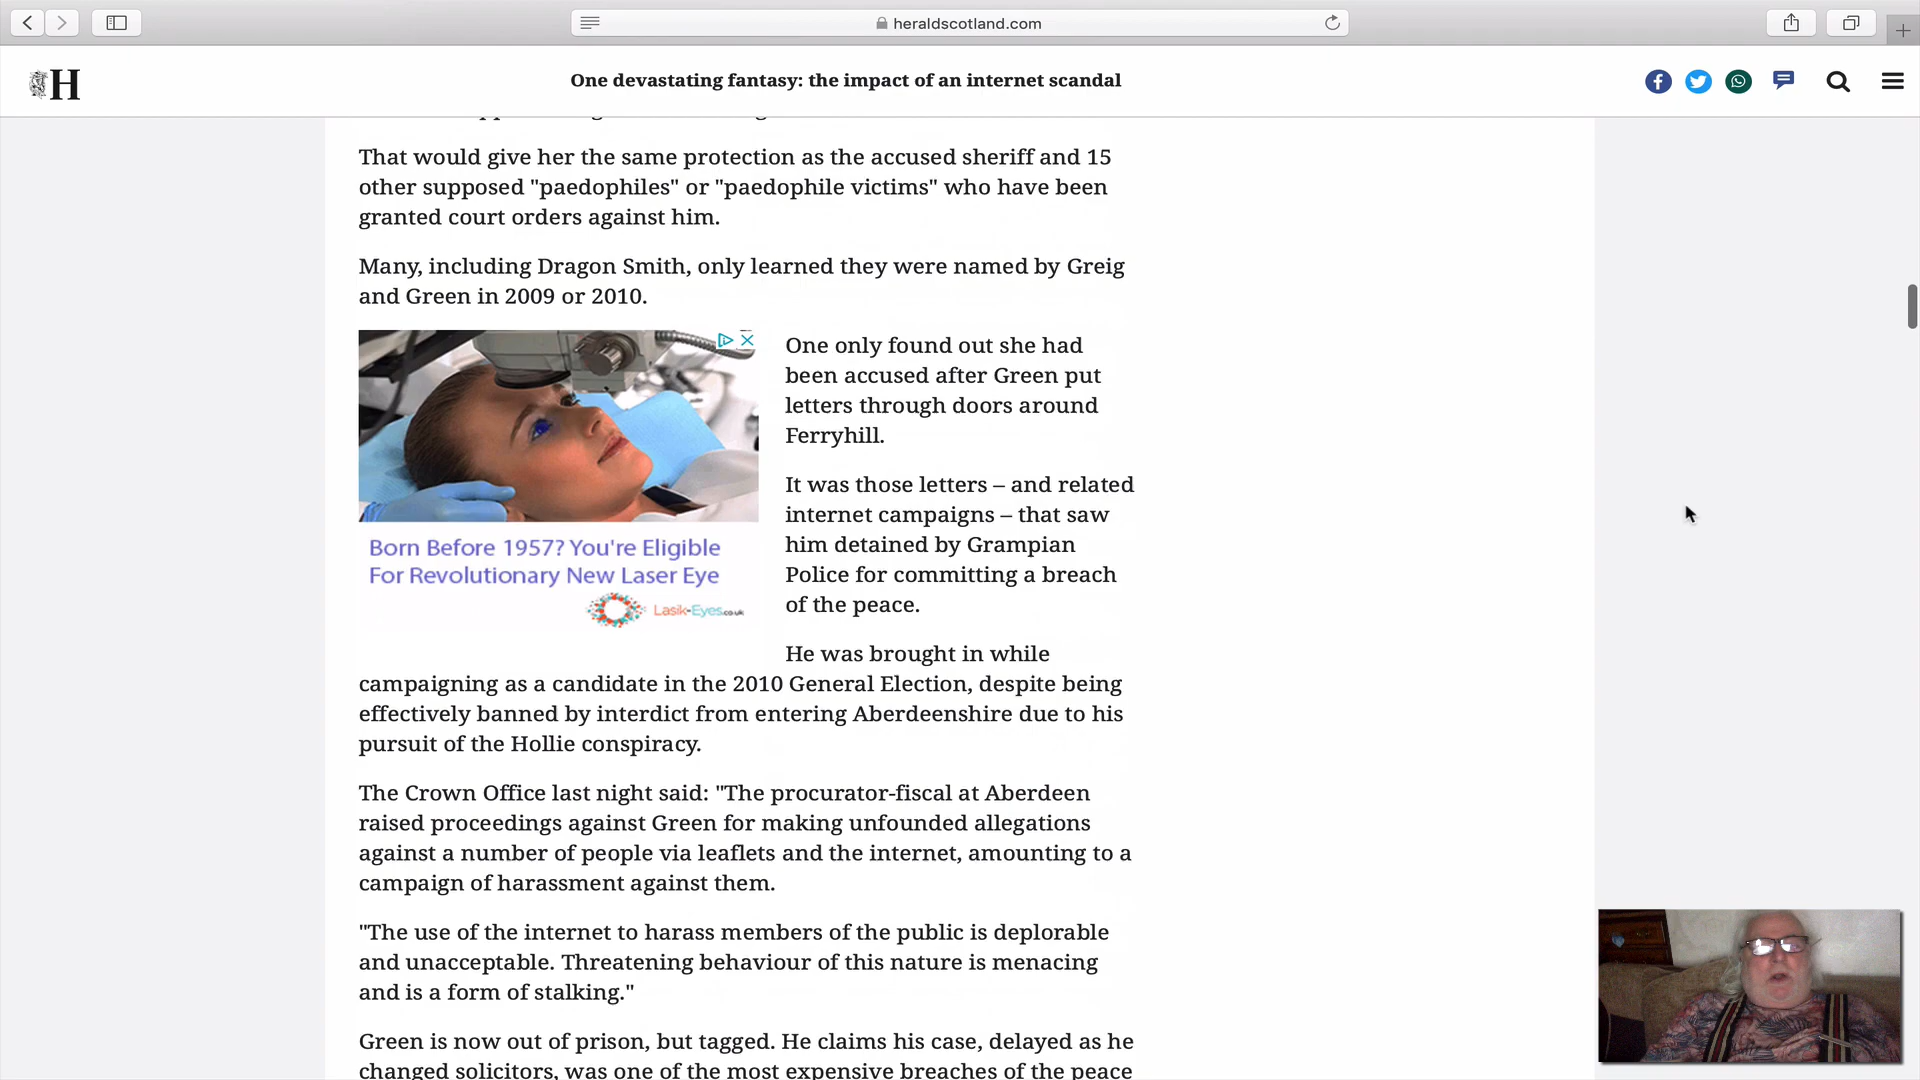 heraldscotland.com
H
One devastating fantasy: the impact of an internet scandal
That would give her the same protection as the accused sheriff and 15
other supposed "paedophiles" or "paedophile victims" who have been
granted court orders against him.
Many, including Dragon Smith, only learned they were named by Greig
and Green in 2009 or 2010.
One only found out she had
been accused after Green put
letters through doors around
Ferryhill.
It was those letters – and related
internet campaigns – that saw
him detained by Grampian
Police for committing a breach
of the peace.
Born Before 1957? You're Eligible
For Revolutionary New Laser Eye
Lasik-Eyes.co.uk
He was brought in while
campaigning as a candidate in the 2010 General Election, despite being
effectively banned by interdict from entering Aberdeenshire due to his
pursuit of the Hollie conspiracy.
The Crown Office last night said: "The procurator-fiscal at Aberdeen
raised proceedings against Green for making unfounded allegations
against a number of people via leaflets and the internet, amounting to a
campaign of harassment against them.
"The use of the internet to harass members of the public is deplorable
and unacceptable. Threatening behaviour of this nature is menacing
and is a form of stalking."
Green is now out of prison, but tagged. He claims his case, delayed as he
changed solicitors, was one of the most expensive breaches of the peace